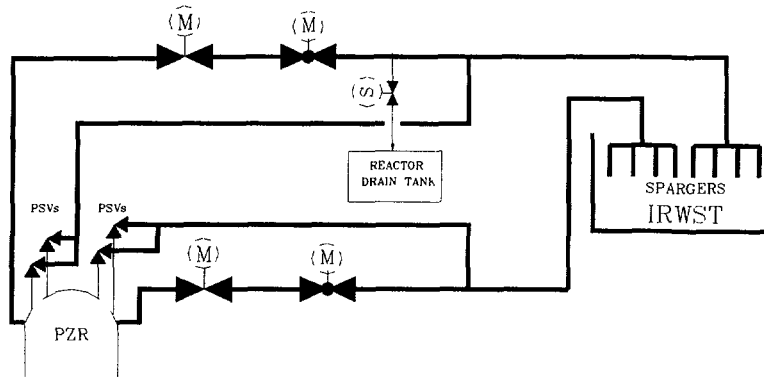 (M)
(M)
(S)
REACTOR
DRAIN TANK
SPARGERS
IRWST
PSVs
PSVs
(M)
(M)
PZR